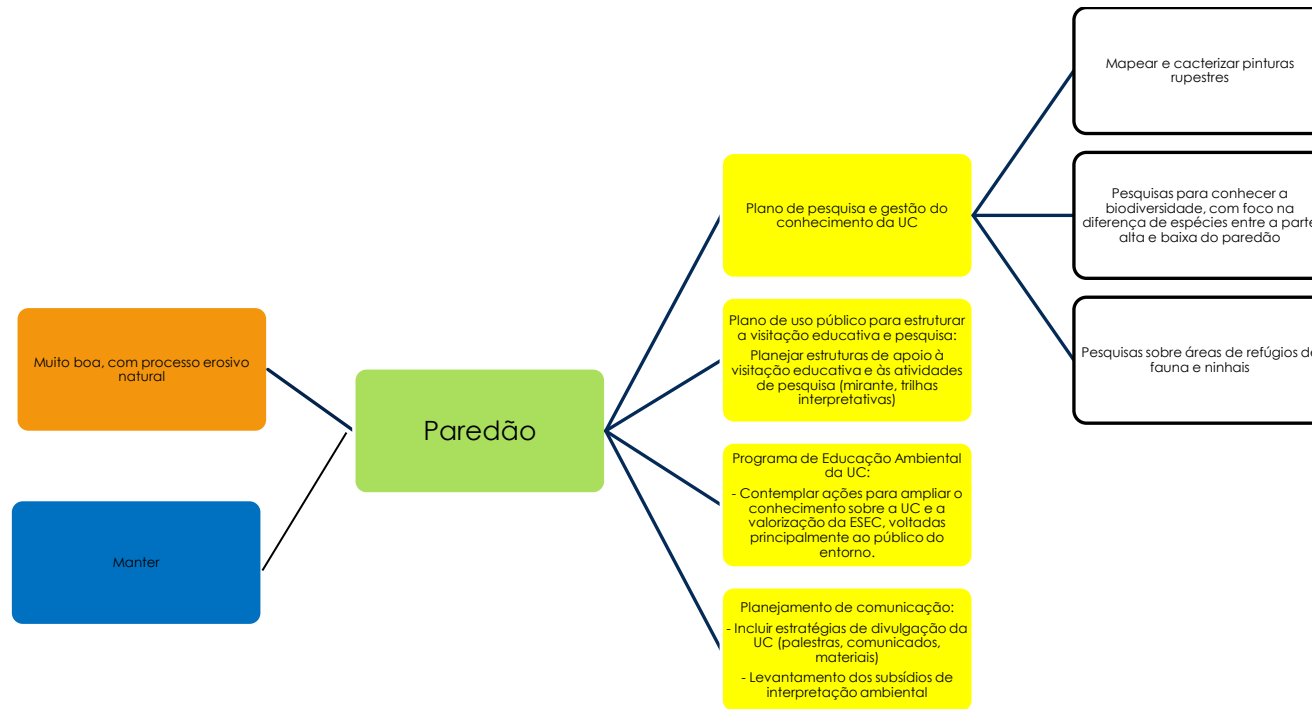 Muito boa, com processo erosivo
natural
Manter
Paredão
Plano de pesquisa e gestão do
conhecimento da UC
Plano de uso público para estruturar
a visitação educativa e pesquisa:
Planejar estruturas de apoio à
visitação educativa e às atividades
de pesquisa (mirante, trilhas
interpretativas)
Programa de Educação Ambiental
da UC:
- Contemplar ações para ampliar o
conhecimento sobre a UC e a
valorização da ESEC, voltadas
principalmente ao público do
entorno.
Planejamento de comunicação:
- Incluir estratégias de divulgação da
UC (palestras, comunicados,
materiais)
- Levantamento dos subsídios de
interpretação ambiental
Mapear e cacterizar pinturas
rupestres
Pesquisas para conhecer a
biodiversidade, com foco na
diferença de espécies entre a parte
alta e baixa do paredão
Pesquisas sobre áreas de refúgios de
fauna e ninhais